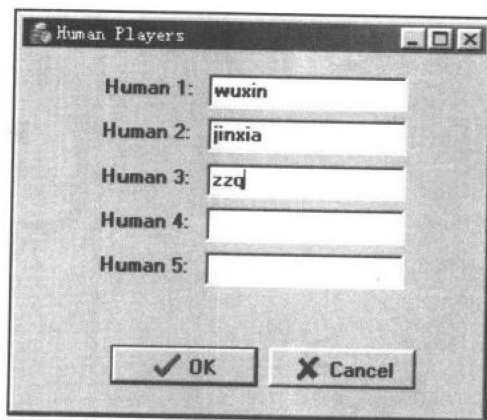 Human Players
Human 1: wuxin
Human 2: jinxia
Human 3: zzq
Human 4:
Human 5:
OK Cancel